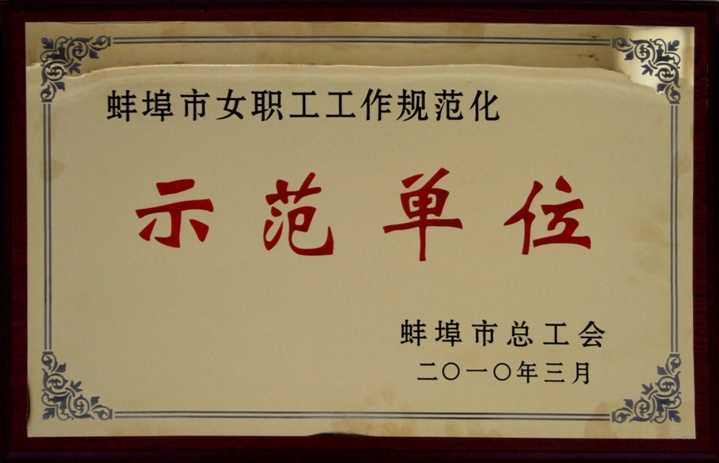 蚌埠市女职工工作规范化
示范单位
蚌埠市总工会
二〇一〇年三月